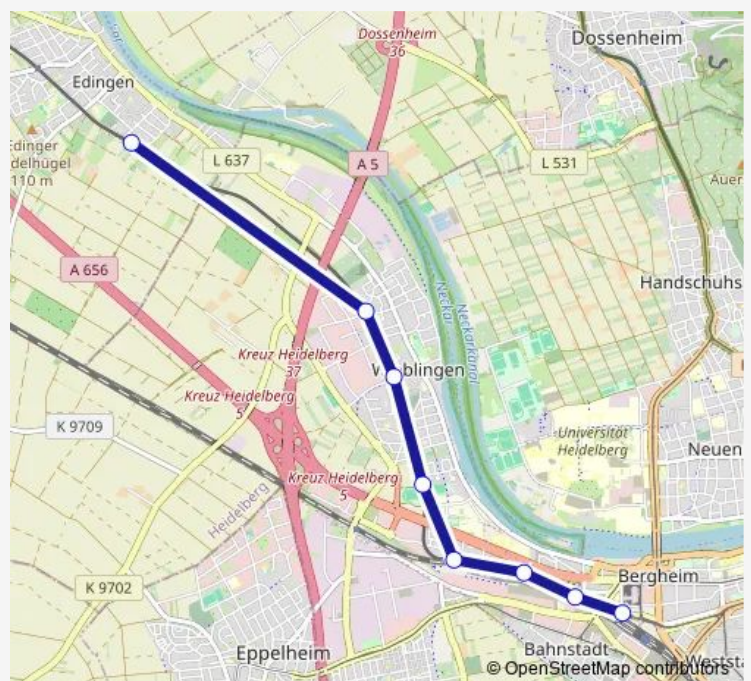 Dossenheim
36
Dossenheim
Edingen
Edinger
delhügel
110 m
L 637
A 5
L 531
Auer
A 656
Handschuhs
Neckar
Neckarkanal
Kreuz Heidelberg
37
Kreuz Heidelberg
5
K 9709
Universität
Heidelberg
Neuen
Kreuz Heidelberg
5
Heidelberg
K 9702
Bergheim
Eppelheim
Bahnstadt
Weststa
© OpenStreetMap contributors